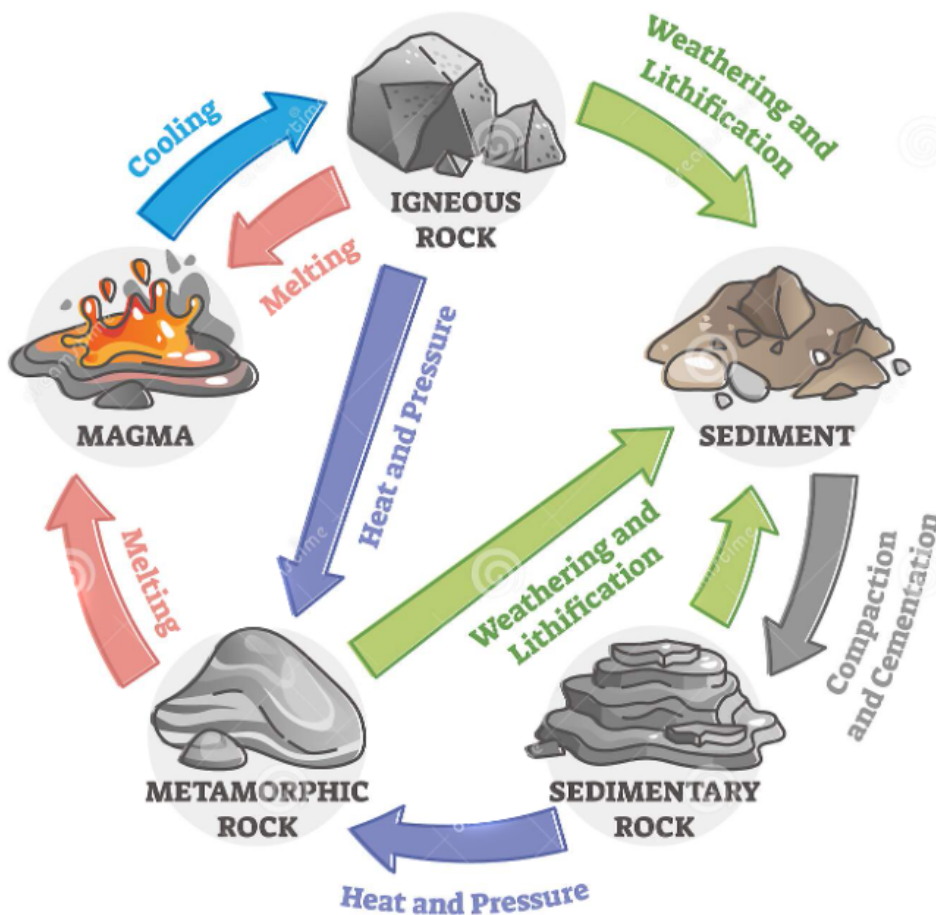 Weathering and
Lithification
Cooling
IGNEOUS
ROCK
Melting
MAGMA
Heat and Pressure
SEDIMENT
Melting
Weathering and
Lithification
Compaction
and Cementation
METAMORPHIC
ROCK
SEDIMENTARY
ROCK
Heat and Pressure